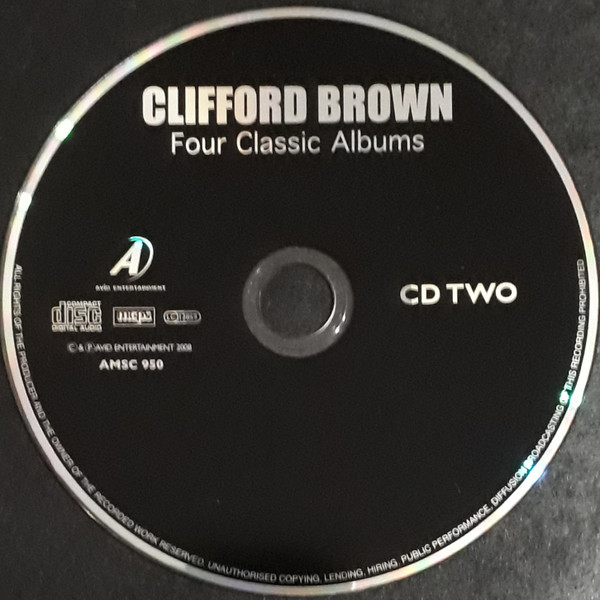 CLIFFORD BROWN
Four Classic Albums
A
AVID ENTERTAINMENT
CD TWO
COMPACT
disc
DIGITAL AUDIO
mcps
© & ℗ AVID ENTERTAINMENT 2008
AMSC 950
ALL RIGHTS OF THE PRODUCER AND THE OWNER OF THE RECORDED WORK RESERVED. UNAUTHORISED COPYING, LENDING, HIRING, PUBLIC PERFORMANCE, DIFFUSION, BROADCASTING OF THIS RECORDING PROHIBITED